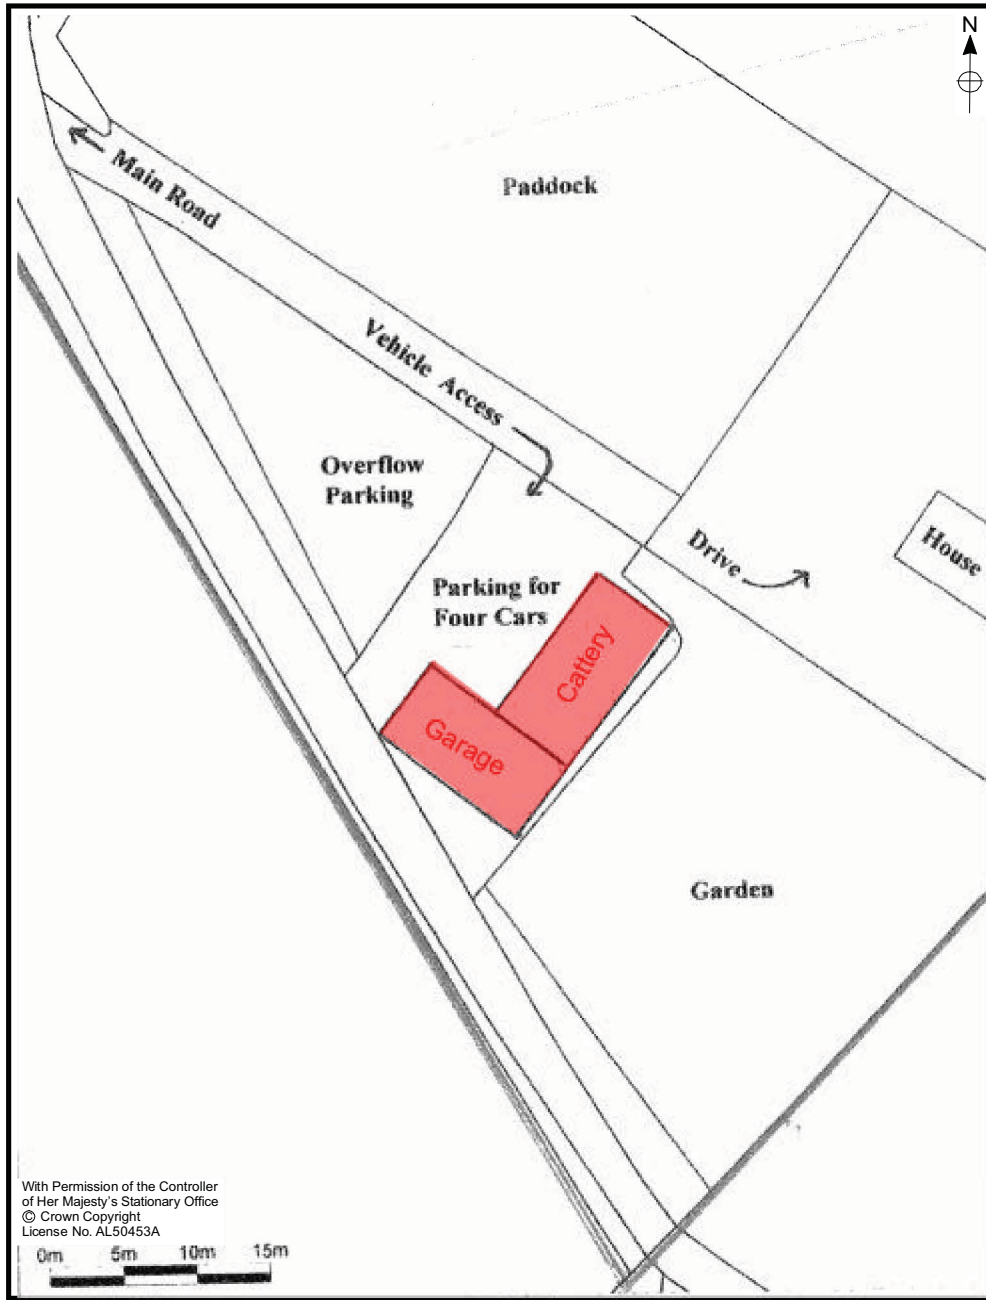 N
Main Road
Paddock
Vehicle Access
Overflow
Parking
Parking for
Four Cars
Drive
House
Cattery
Garage
Garden
With Permission of the Controller
of Her Majesty's Stationary Office
© Crown Copyright
License No. AL50453A
0m 5m 10m 15m